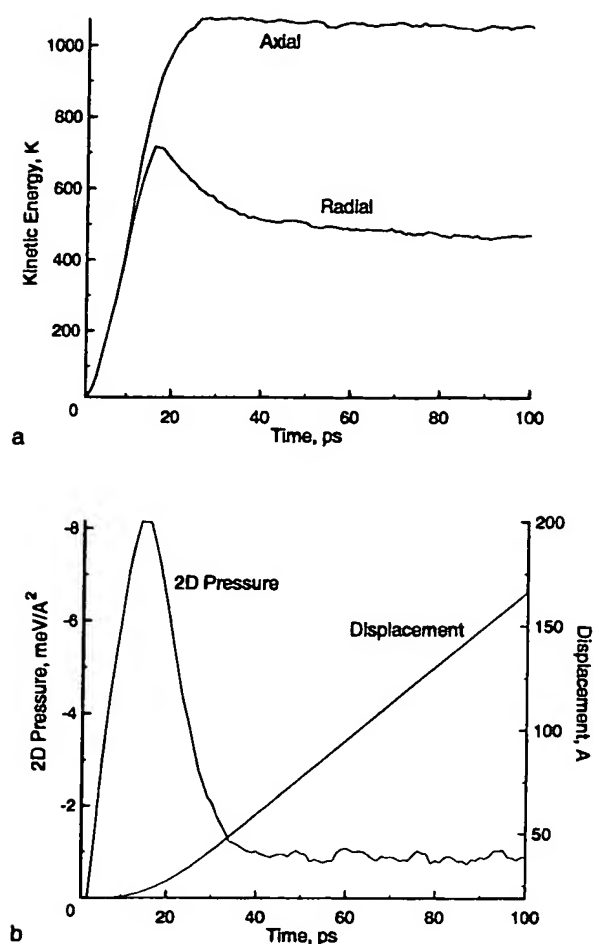 1000
800
600
400
200
0
Kinetic Energy, K
Axial
Radial
20
40
60
80
100
Time, ps
a
-8
-6
-4
-2
0
2D Pressure, meV/A²
2D Pressure
Displacement
200
150
100
50
Displacement, A
20
40
60
80
100
Time, ps
b